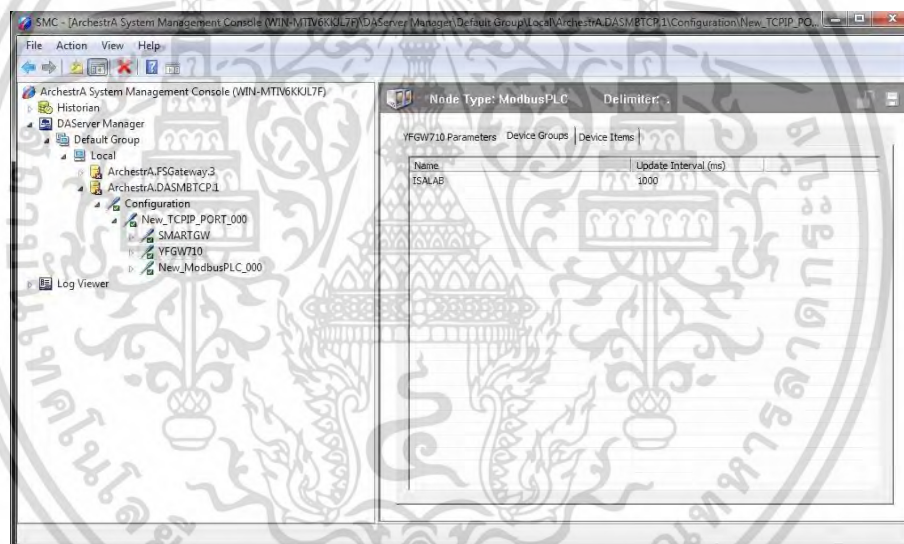 SMC - [ArchestrA System Management Console (WIN-MTIV6KKJL7F)\DAServer Manager\Default Group\Local\ArchestrA.DASMBTCP.1\Configuration\New_TCPIP_PO...
File Action View Help
ArchestrA System Management Console (WIN-MTIV6KKJL7F)
Historian
DAServer Manager
Default Group
Local
ArchestrA.FSGateway.3
ArchestrA.DASMBTCP.1
Configuration
New_TCPIP_PORT_000
SMARTGW
YFGW710
New_ModbusPLC_000
Log Viewer
Node Type: ModbusPLC Delimiter: .
YFGW710 Parameters Device Groups Device Items
Name Update Interval (ms)
ISALAB 1000